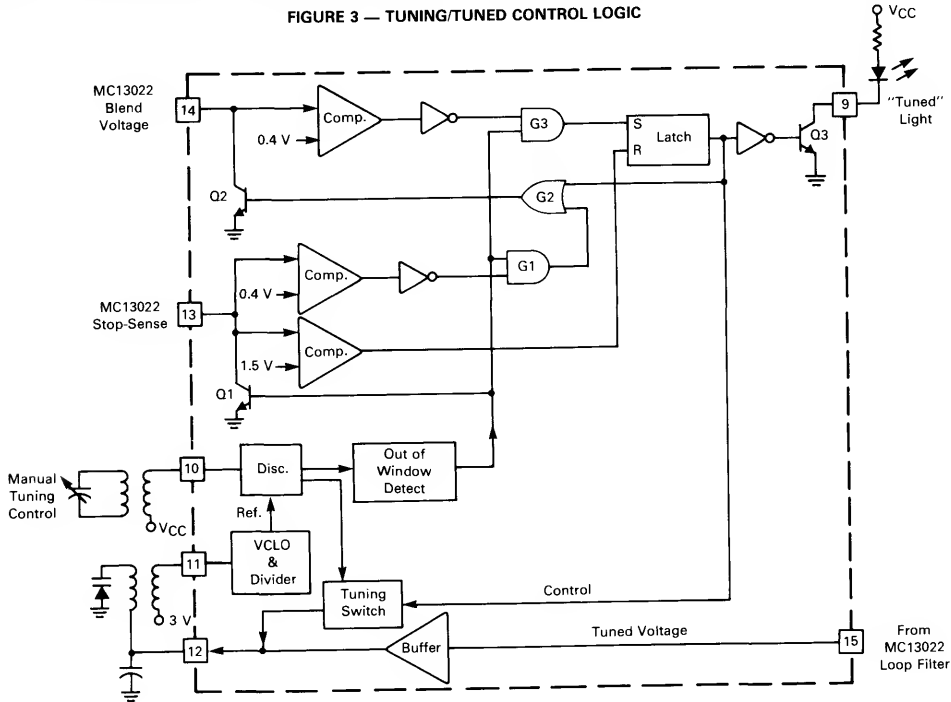 FIGURE 3 — TUNING/TUNED CONTROL LOGIC
VCC
MC13022
Blend
Voltage
14
Comp.
0.4 V
G3
S
R
Latch
9
"Tuned"
Light
Q3
Q2
G2
MC13022
Stop-Sense
13
Comp.
0.4 V
G1
Comp.
1.5 V
Q1
Manual
Tuning
Control
10
VCC
Disc.
Out of
Window
Detect
Ref.
11
VCLO
&
Divider
3 V
Tuning
Switch
Control
12
Buffer
Tuned Voltage
15
From
MC13022
Loop Filter